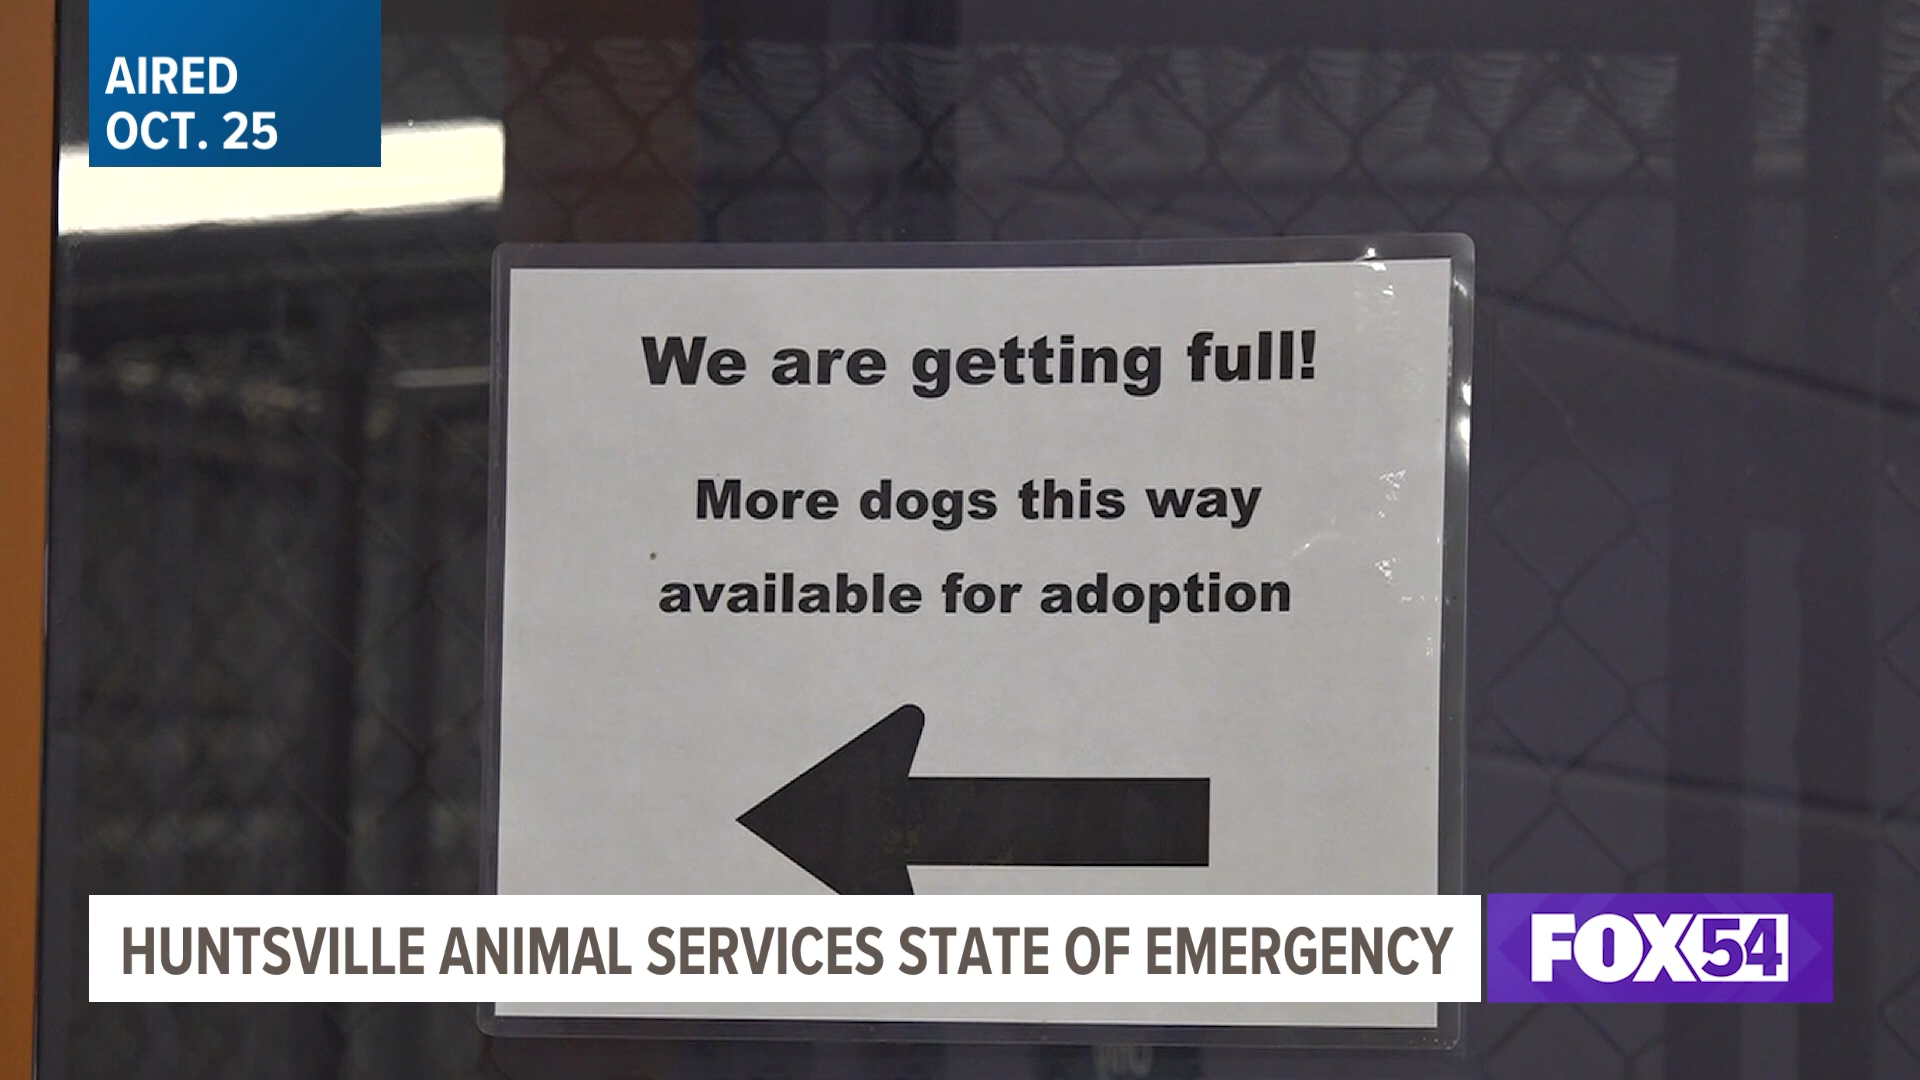 AIRED
OCT. 25
We are getting full!
More dogs this way
available for adoption
HUNTSVILLE ANIMAL SERVICES STATE OF EMERGENCY
FOX54